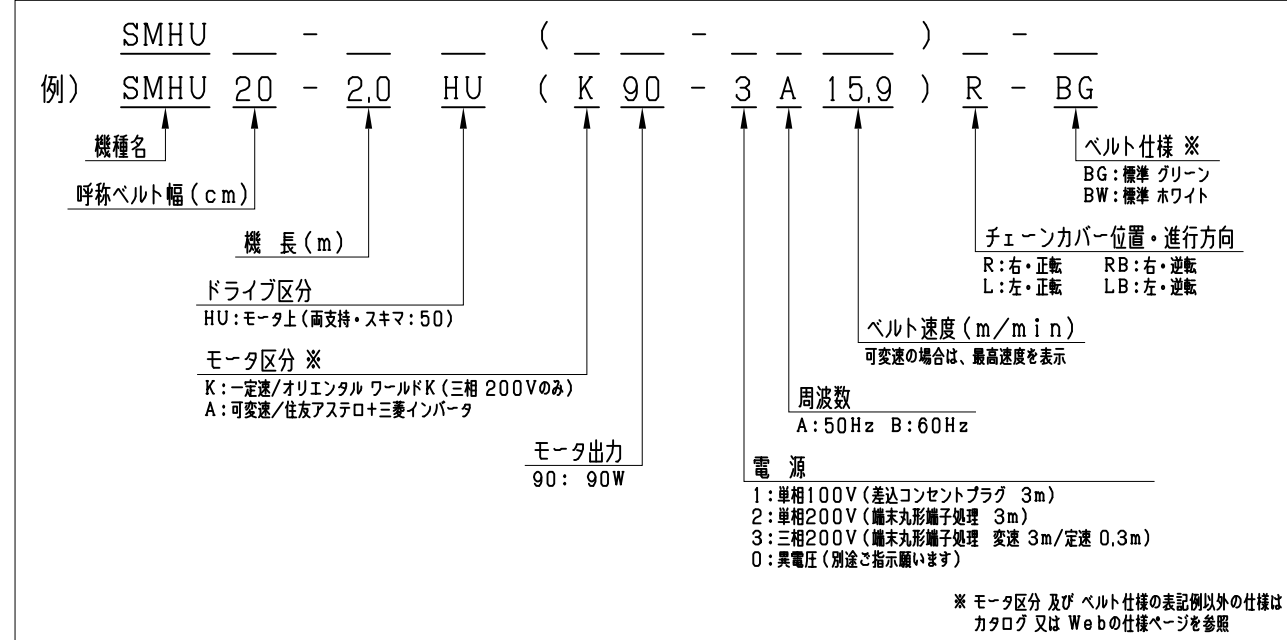 SMHU __ - __ __ ( _ __ - _ _ ___ ) _ - __
例) SMHU 20 - 2.0 HU ( K 90 - 3 A 15.9 ) R - BG
機種名
呼称ベルト幅(cm)
機 長(m)
ドライブ区分
HU:モータ上(両支持・スキマ:50)
モータ区分 ※
K:一定速/オリエンタル ワールドK(三相 200Vのみ)
A:可変速/住友アステロ+三菱インバータ
モータ出力
90: 90W
ベルト仕様 ※
BG:標準 グリーン
BW:標準 ホワイト
チェーンカバー位置・進行方向
R:右・正転 RB:右・逆転
L:左・正転 LB:左・逆転
ベルト速度(m/min)
可変速の場合は、最高速度を表示
周波数
A:50Hz B:60Hz
電 源
1:単相100V(差込コンセントプラグ 3m)
2:単相200V(端末丸形端子処理 3m)
3:三相200V(端末丸形端子処理 変速 3m/定速 0.3m)
0:異電圧(別途ご指示願います)
※ モータ区分 及び ベルト仕様の表記例以外の仕様は
カタログ 又は Webの仕様ページを参照